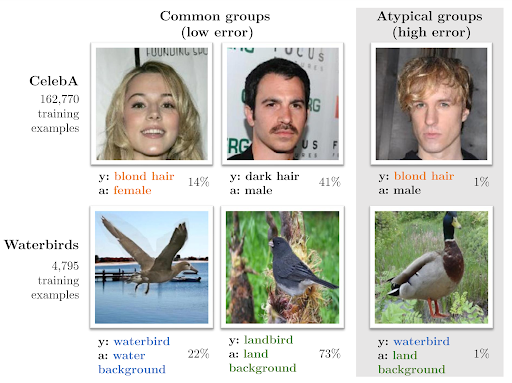 Common groups
(low error)
Atypical groups
(high error)
CelebA
162,770
training
examples
FOCUS
y: blond hair
a: female
14%
y: dark hair
a: male
41%
y: blond hair
a: male
1%
Waterbirds
4,795
training
examples
y: waterbird
a: water
background
22%
y: landbird
a: land
background
73%
y: waterbird
a: land
background
1%